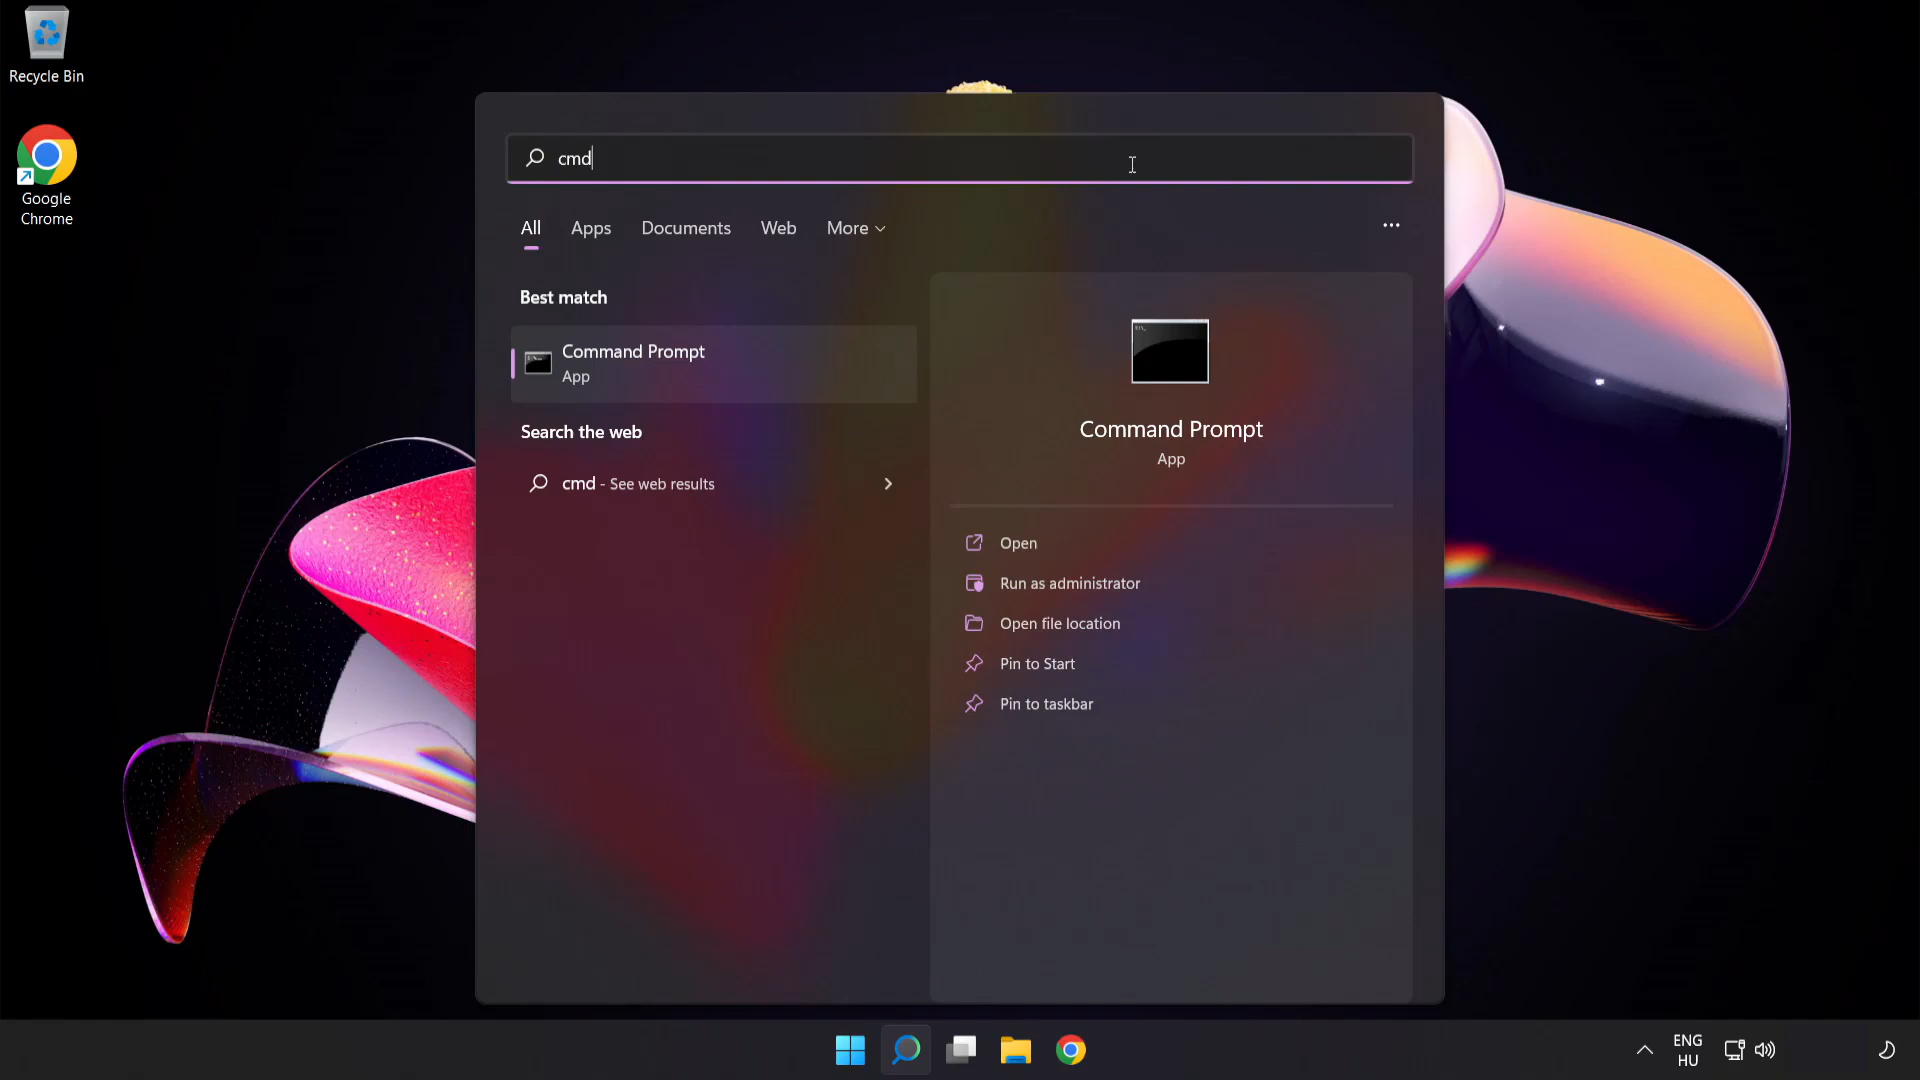 Recycle Bin
Google
Chrome
cmd
All
Apps
Documents
Web
More
Best match
Command Prompt
App
Search the web
cmd - See web results
Command Prompt
App
Open
Run as administrator
Open file location
Pin to Start
Pin to taskbar
ENG
HU